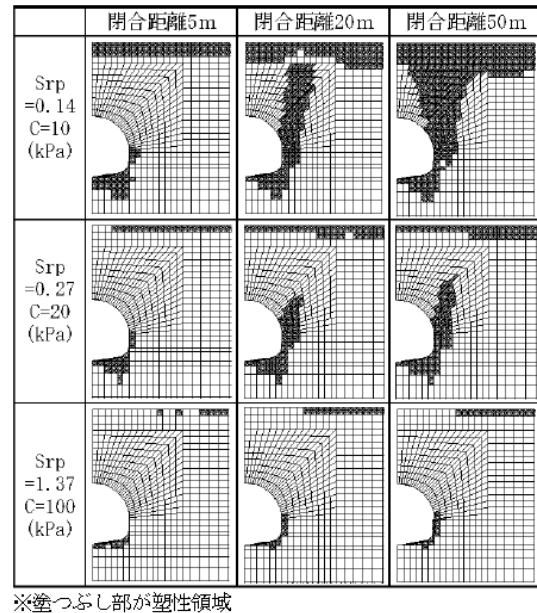 閉合距離5m 閉合距離20m 閉合距離50m
Srp
=0.14
C=10
(kPa)
Srp
=0.27
C=20
(kPa)
Srp
=1.37
C=100
(kPa)
※塗つぶし部が塑性領域